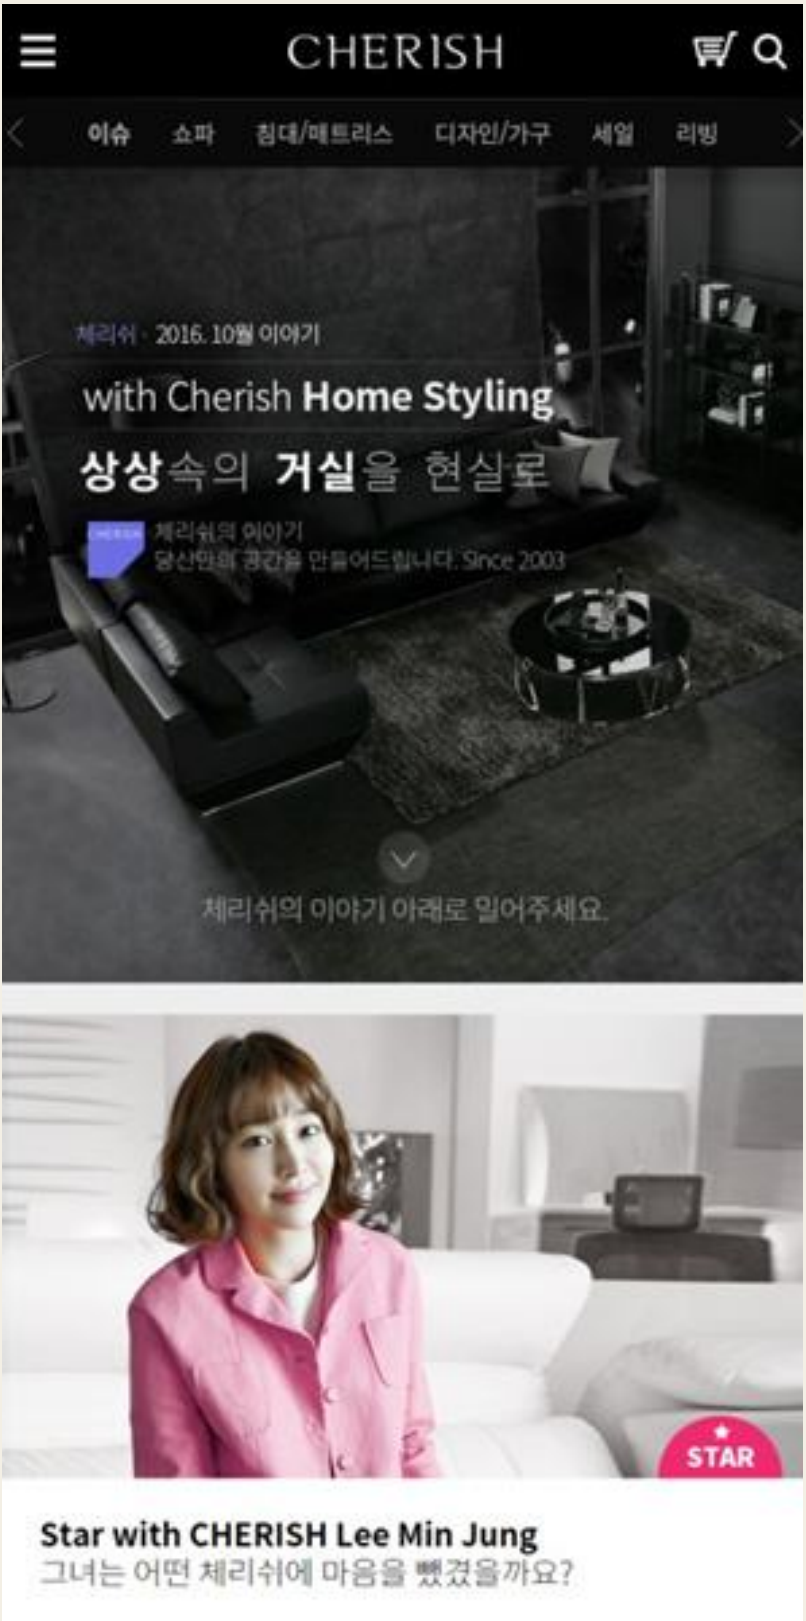 CHERISH
이슈 쇼파 침대/매트리스 디자인/가구 세일 리빙
체리쉬 · 2016. 10월 이야기
with Cherish Home Styling
상상속의 거실을 현실로
CHERISH
체리쉬의 이야기
당신만의 공간을 만들어드립니다. Since 2003
체리쉬의 이야기 아래로 밀어주세요.
STAR
Star with CHERISH Lee Min Jung
그녀는 어떤 체리쉬에 마음을 뺐겼을까요?